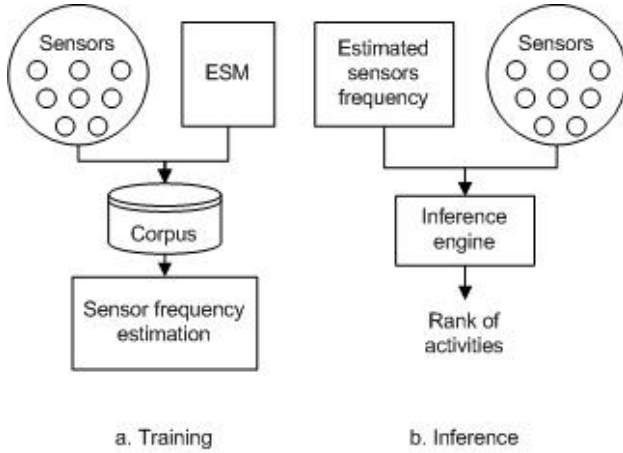 Sensors
ESM
Corpus
Sensor frequency
estimation
a. Training
Estimated
sensors
frequency
Sensors
Inference
engine
Rank of
activities
b. Inference